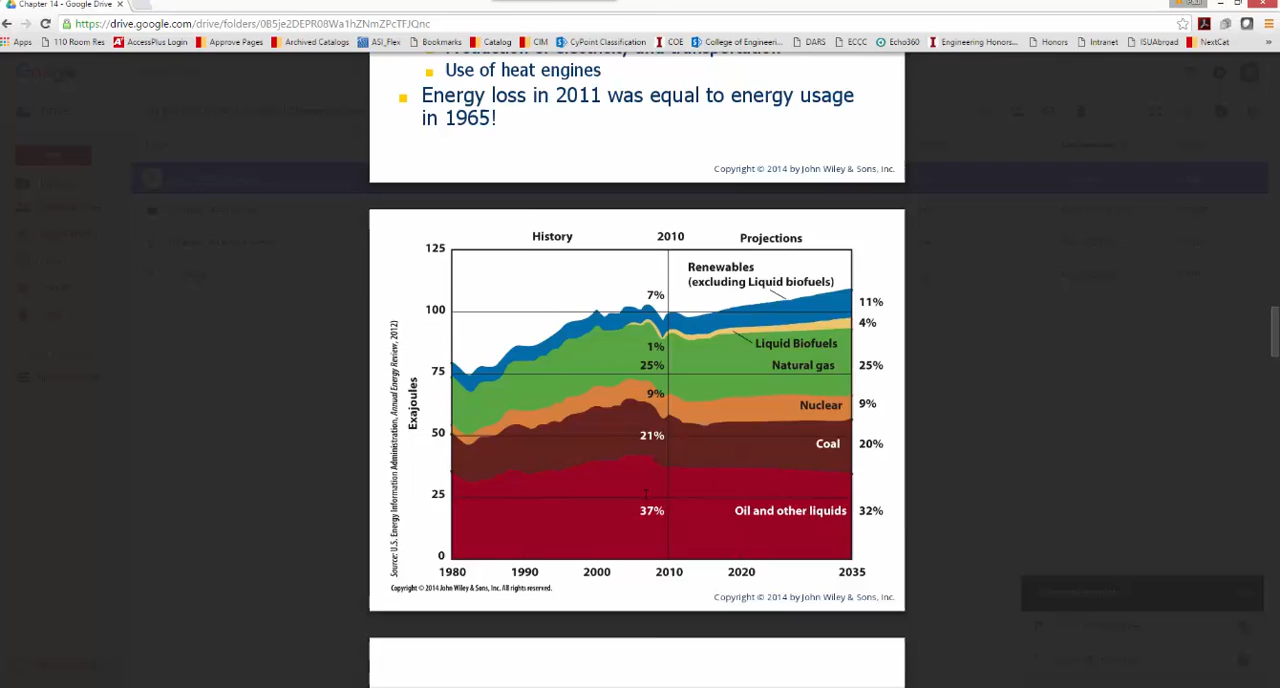 Chapter 14 - Google Drive
https://drive.google.com/drive/folders/0B5je2DEPR08Wa1hZNmZPcTFJQnc
Apps 110 Room Res AccessPlus Login Approve Pages Archived Catalogs ASI_Flex Bookmarks Catalog CIM CyPoint Classification COE College of Engineeri... DARS ECCC Echo360 Engineering Honors... Honors Intranet ISUAbroad NextCat »
Use of heat engines
Energy loss in 2011 was equal to energy usage
in 1965!
Copyright © 2014 by John Wiley & Sons, Inc.
History 2010 Projections
125
Renewables
(excluding Liquid biofuels)
7%
11%
100
4%
1%
Liquid Biofuels
25%
Natural gas
25%
75
9%
Nuclear
9%
50
21%
Coal
20%
25
37%
Oil and other liquids
32%
0
Exajoules
Source: U.S. Energy Information Administration, Annual Energy Review, 2012)
1980 1990 2000 2010 2020 2035
Copyright © 2014 John Wiley & Sons, Inc. All rights reserved.
Copyright © 2014 by John Wiley & Sons, Inc.